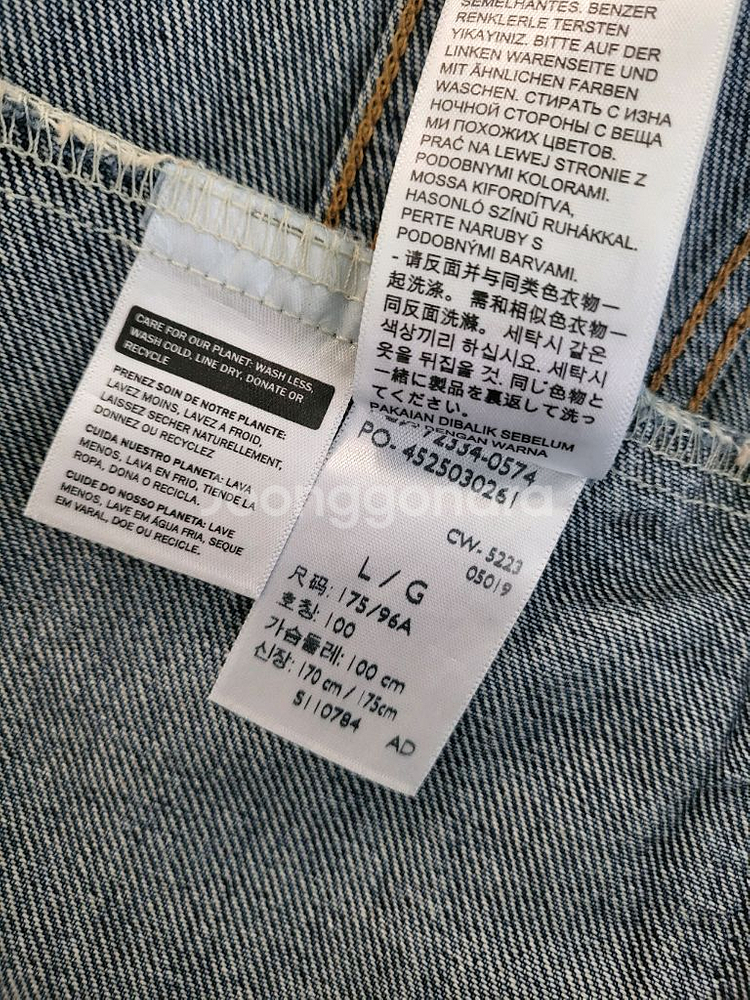 SEMELHANTES. BENZER
RENKLERLE TERSTEN
YIKAYINIZ. BITTE AUF DER
LINKEN WARENSEITE UND
MIT ÄHNLICHEN FARBEN
WASCHEN. СТИРАТЬ С ИЗНА
НОЧНОЙ СТОРОНЫ С ВЕЩА
МИ ПОХОЖИХ ЦВЕТОВ.
PRAĆ NA LEWEJ STRONIE Z
PODOBNYMI KOLORAMI.
MOSSA KIFORDÍTVA,
HASONLÓ SZÍNŰ RUHÁKKAL.
PERTE NARUBY S
PODOBNÝMI BARVAMI.
- 请反面并与同类色衣物一
起洗涤。 需和相似色衣物一
同反面洗滌。 세탁시 같은
색상끼리 하십시요. 세탁시
옷을 뒤집을 것. 同じ色物と
一緒に製品を裏返して洗っ
てください。
PAKAIAN DIBALIK SEBELUM
DENGAN WARNA
72334-0574
PO- 4525030261
CW- 5223
05019
L / G
尺码: 175/96A
호칭: 100
가슴둘레: 100 cm
신장: 170 cm / 175cm
5110784
AD
CARE FOR OUR PLANET: WASH LESS,
WASH COLD, LINE DRY, DONATE OR
RECYCLE
PRENEZ SOIN DE NOTRE PLANETE:
LAVEZ MOINS, LAVEZ A FROID,
LAISSEZ SECHER NATURELLEMENT,
DONNEZ OU RECYCLEZ
CUIDA NUESTRO PLANETA: LAVA
MENOS, LAVA EN FRIO, TIENDE LA
ROPA, DONA O RECICLA.
CUIDE DO NOSSO PLANETA: LAVE
MENOS, LAVE EM ÁGUA FRIA, SEQUE
EM VARAL, DOE OU RECICLE.
joonggonara